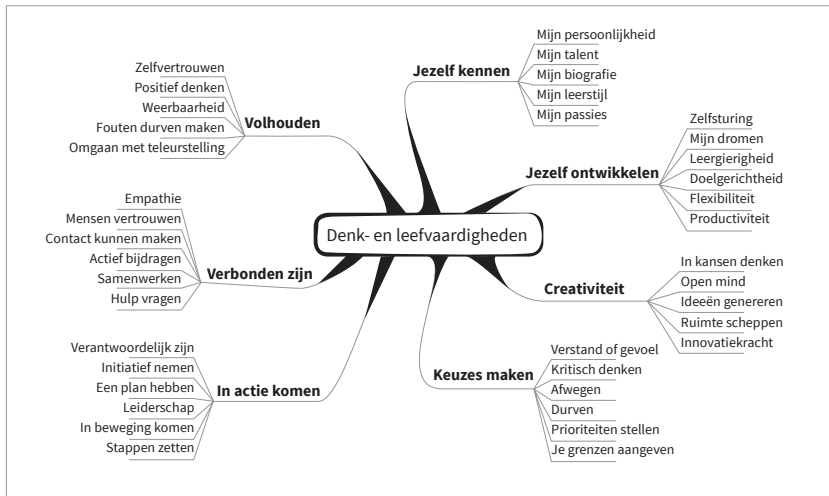 Denk- en leefvaardigheden
Jezelf kennen
Mijn persoonlijkheid
Mijn talent
Mijn biografie
Mijn leerstijl
Mijn passies
Jezelf ontwikkelen
Zelfsturing
Mijn dromen
Leergierigheid
Doelgerichtheid
Flexibiliteit
Productiviteit
Creativiteit
In kansen denken
Open mind
Ideeën genereren
Ruimte scheppen
Innovatiekracht
Keuzes maken
Verstand of gevoel
Kritisch denken
Afwegen
Durven
Prioriteiten stellen
Je grenzen aangeven
In actie komen
Verantwoordelijk zijn
Initiatief nemen
Een plan hebben
Leiderschap
In beweging komen
Stappen zetten
Verbonden zijn
Empathie
Mensen vertrouwen
Contact kunnen maken
Actief bijdragen
Samenwerken
Hulp vragen
Volhouden
Zelfvertrouwen
Positief denken
Weerbaarheid
Fouten durven maken
Omgaan met teleurstelling